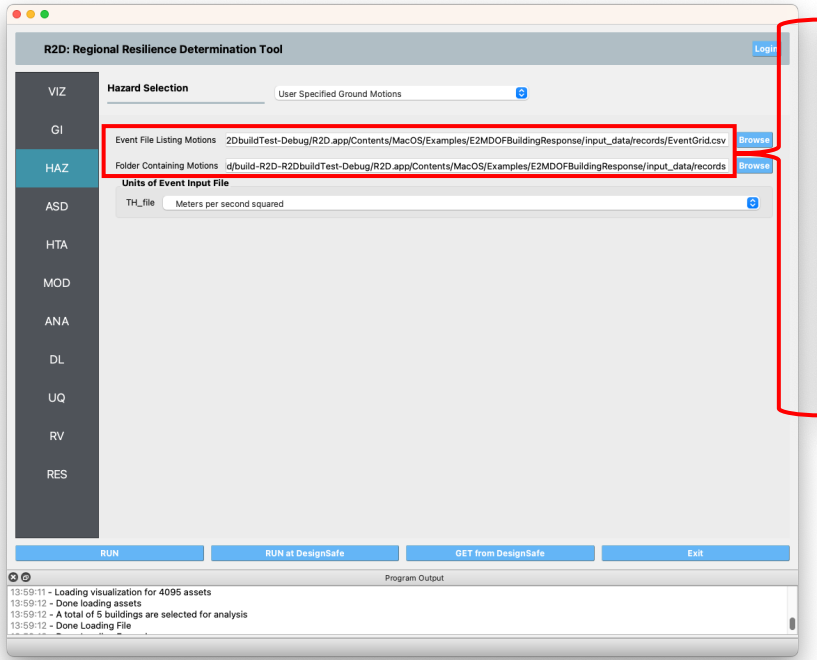 R2D: Regional Resilience Determination Tool
Login
VIZ
GI
HAZ
ASD
HTA
MOD
ANA
DL
UQ
RV
RES
Hazard Selection
User Specified Ground Motions
Event File Listing Motions 2DbuildTest-Debug/R2D.app/Contents/MacOS/Examples/E2MDOFBuildingResponse/input_data/records/EventGrid.csv Browse
Folder Containing Motions d/build-R2D-R2DbuildTest-Debug/R2D.app/Contents/MacOS/Examples/E2MDOFBuildingResponse/input_data/records Browse
Units of Event Input File
TH_file Meters per second squared
RUN RUN at DesignSafe GET from DesignSafe Exit
Program Output
13:59:11 - Loading visualization for 4095 assets
13:59:12 - Done loading assets
13:59:12 - A total of 5 buildings are selected for analysis
13:59:12 - Done Loading File